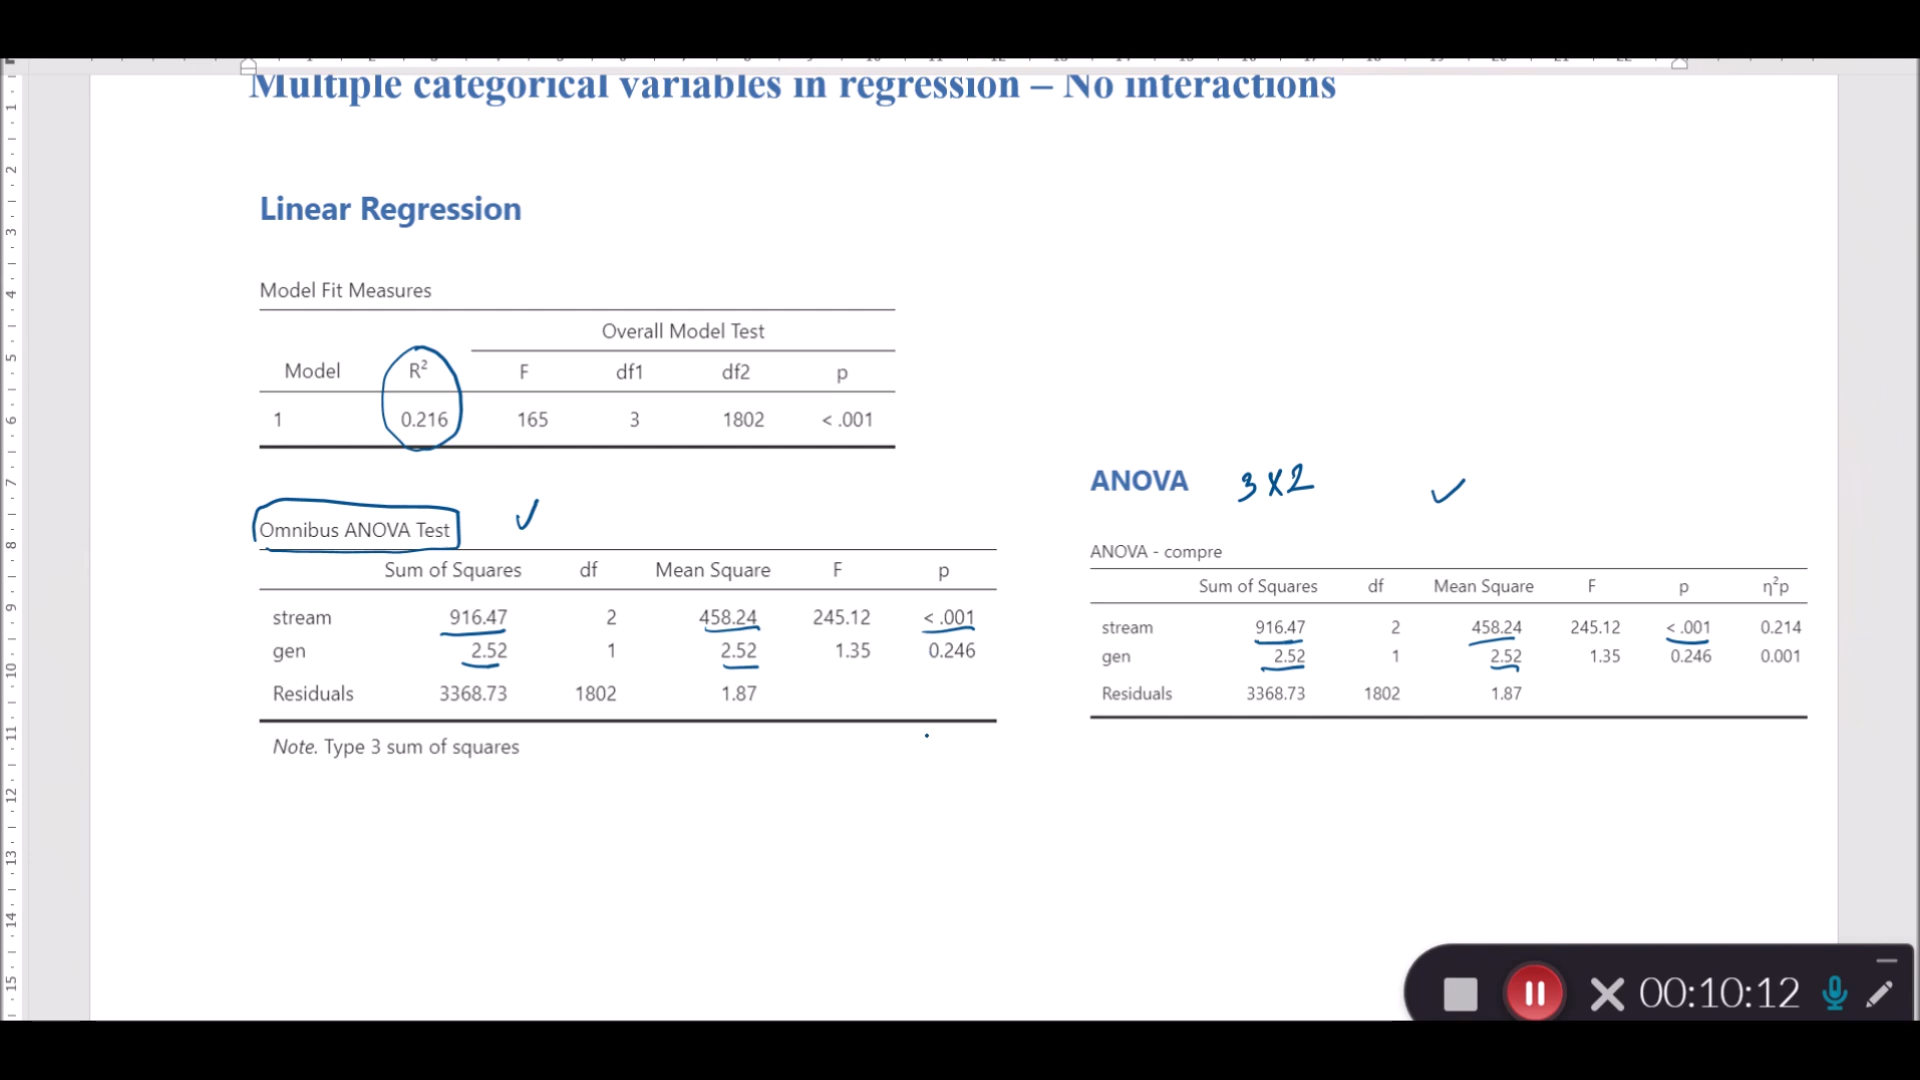 Multiple categorical variables in regression – No interactions
Linear Regression
Model Fit Measures
Overall Model Test
Model R² F df1 df2 p
1 0.216 165 3 1802 < .001
Omnibus ANOVA Test
Sum of Squares df Mean Square F p
stream 916.47 2 458.24 245.12 < .001
gen 2.52 1 2.52 1.35 0.246
Residuals 3368.73 1802 1.87
Note. Type 3 sum of squares
ANOVA 3 X 2
ANOVA - compre
Sum of Squares df Mean Square F p η²p
stream 916.47 2 458.24 245.12 < .001 0.214
gen 2.52 1 2.52 1.35 0.246 0.001
Residuals 3368.73 1802 1.87
00:10:12